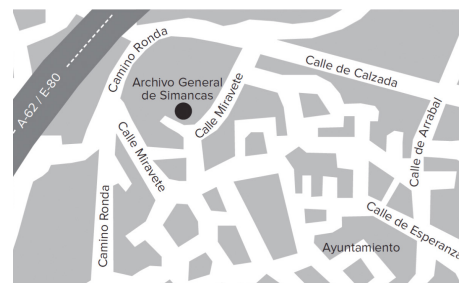 A-62 / E-80
Camino Ronda
Archivo General
de Simancas
Calle Miravete
Calle de Calzada
Calle Miravete
Calle de Arrabal
Camino Ronda
Calle de Esperanza
Ayuntamiento